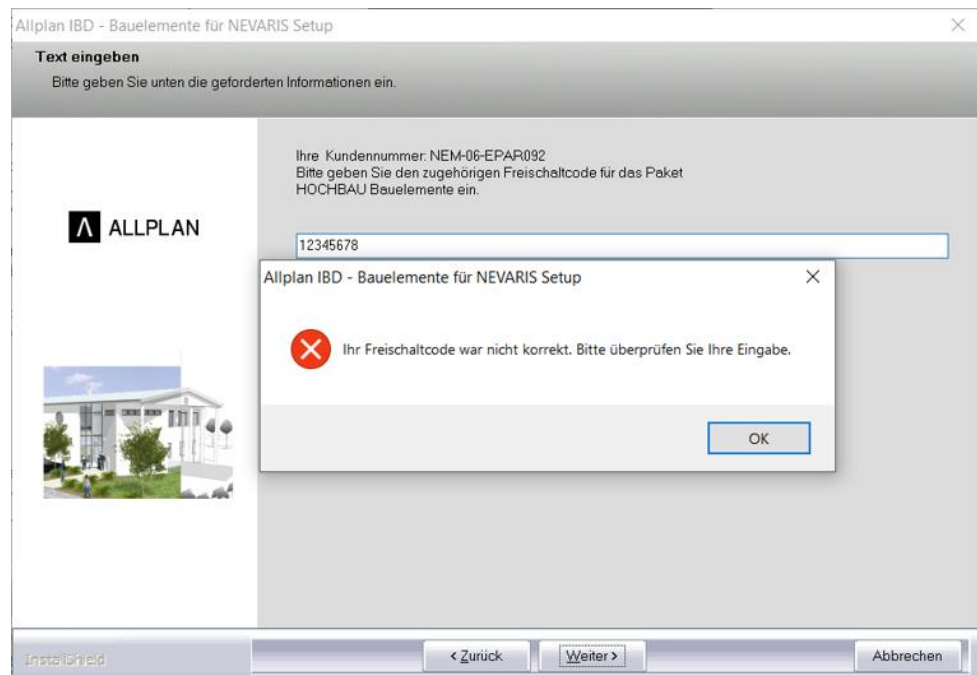 Allplan IBD - Bauelemente für NEVARIS Setup
Text eingeben
Bitte geben Sie unten die geforderten Informationen ein.
Ihre Kundennummer: NEM-06-EPAR092
Bitte geben Sie den zugehörigen Freischaltcode für das Paket
HOCHBAU Bauelemente ein.
ALLPLAN
12345678
Allplan IBD - Bauelemente für NEVARIS Setup
Ihr Freischaltcode war nicht korrekt. Bitte überprüfen Sie Ihre Eingabe.
OK
InstallShield
< Zurück
Weiter >
Abbrechen